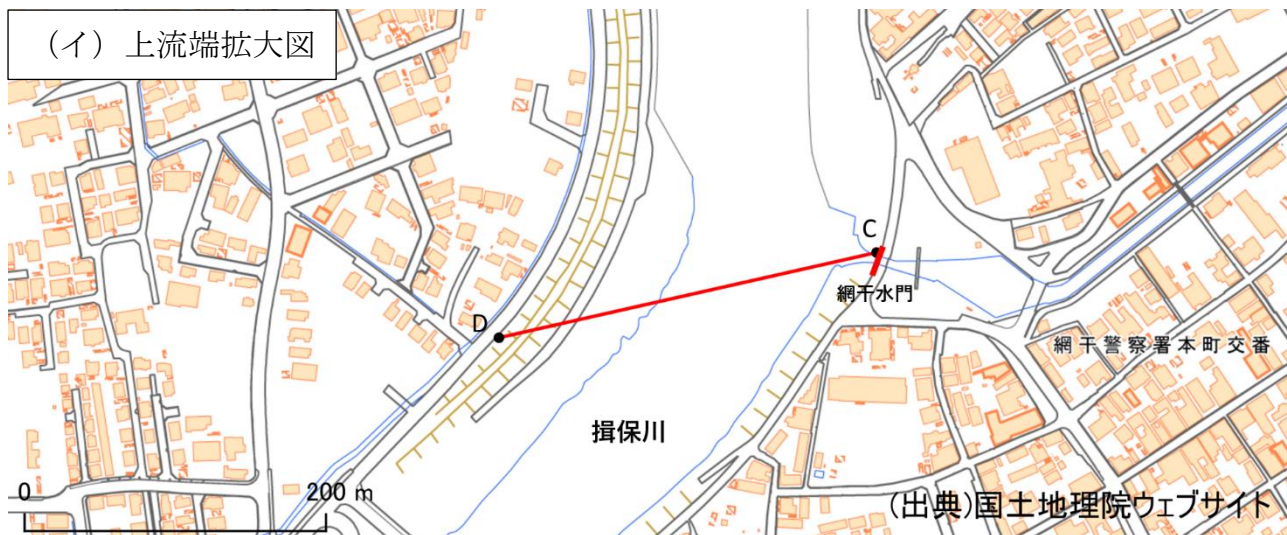 （イ）上流端拡大図
C
網干水門
D
網干警察署本町交番
揖保川
0 200 m
(出典)国土地理院ウェブサイト